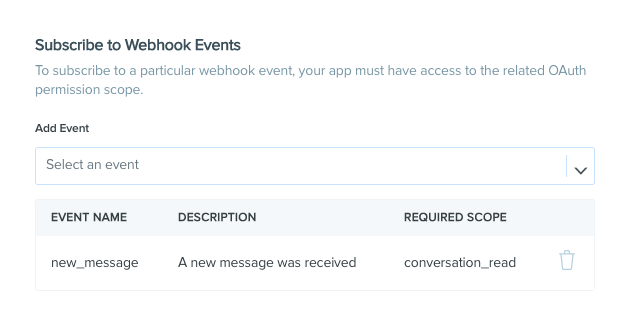 Subscribe to Webhook Events
To subscribe to a particular webhook event, your app must have access to the related OAuth
permission scope.
Add Event
Select an event
EVENT NAME DESCRIPTION REQUIRED SCOPE
new_message A new message was received conversation_read